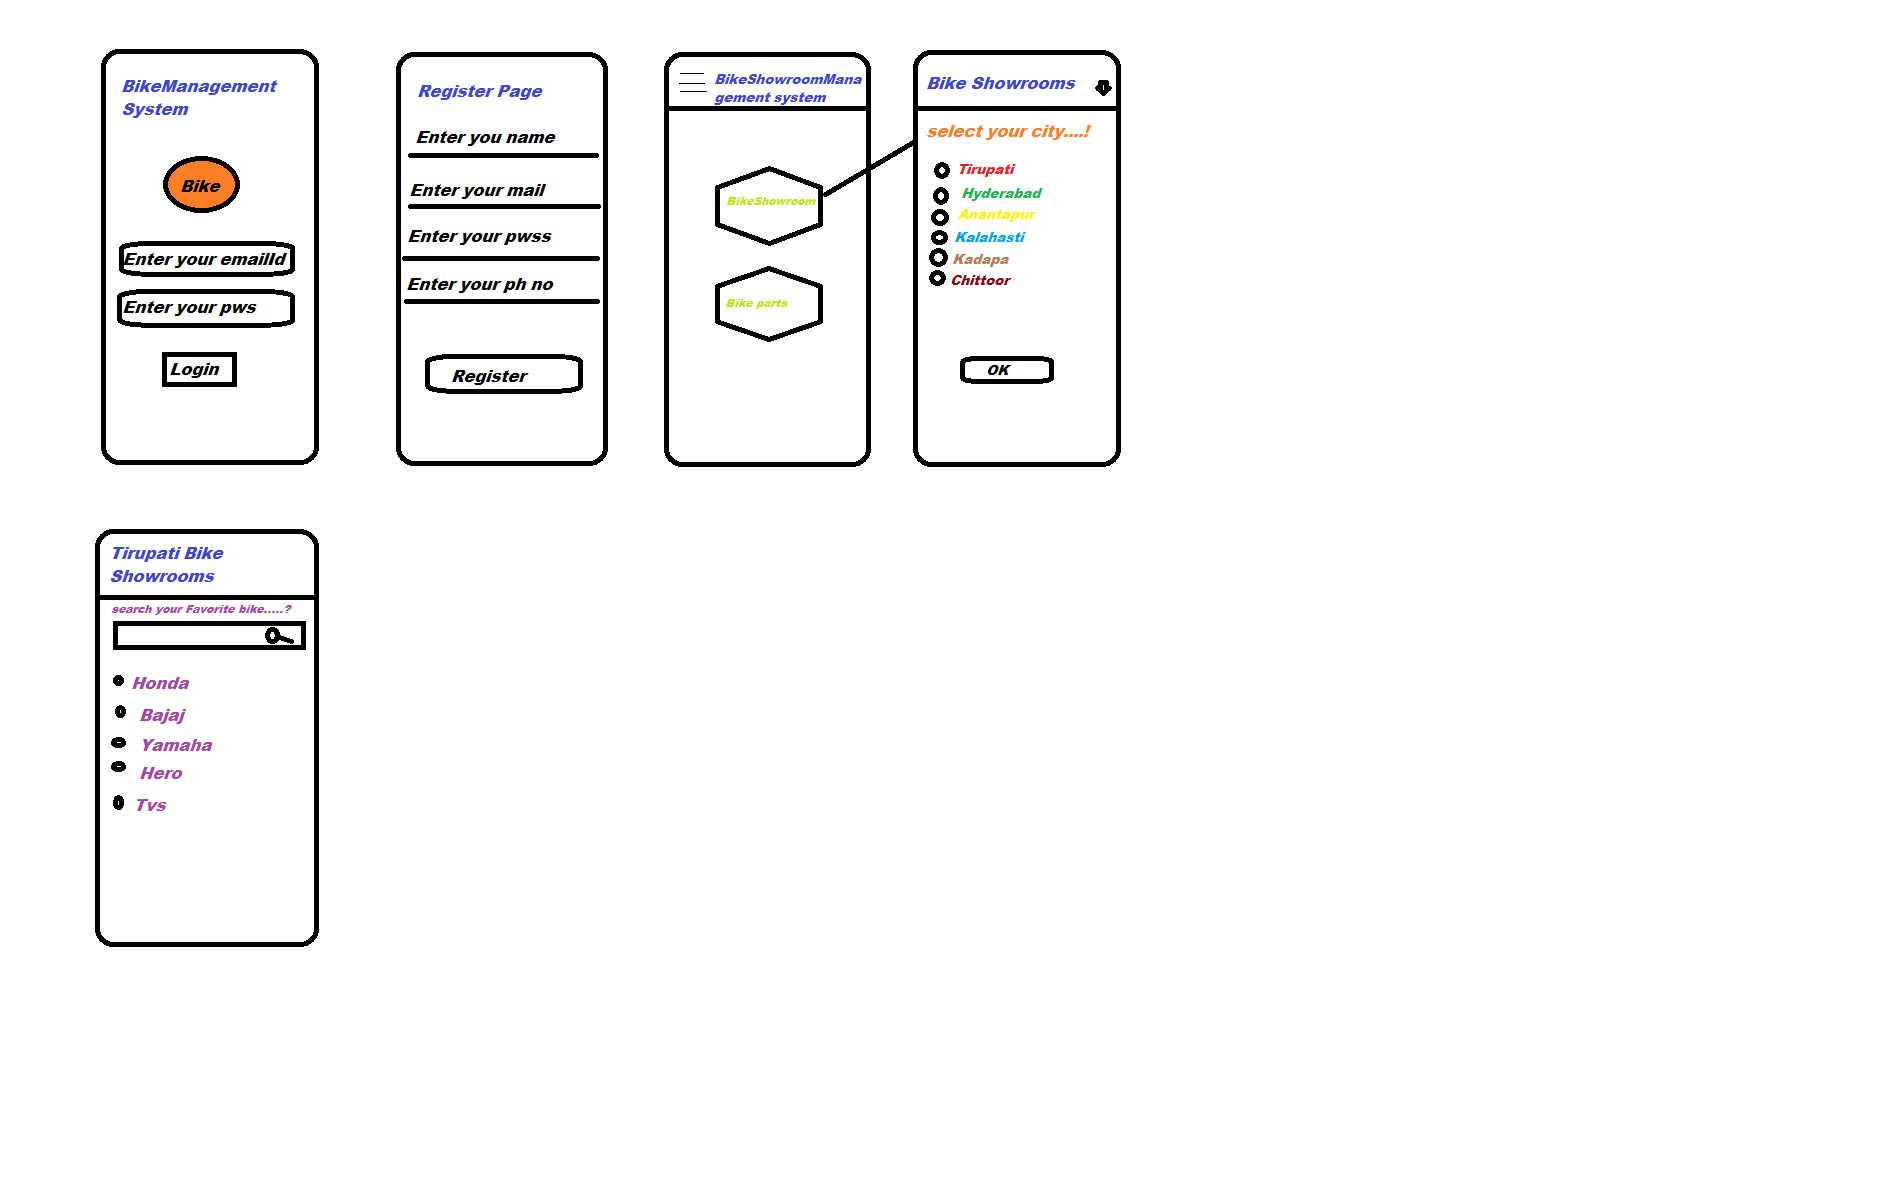 BikeManagement
System
Bike
Enter your emailId
Enter your pws
Login
Register Page
Enter you name
Enter your mail
Enter your pwss
Enter your ph no
Register
BikeShowroomMana
gement system
BikeShowroom
Bike parts
Bike Showrooms
select your city....!
Tirupati
Hyderabad
Anantapur
Kalahasti
Kadapa
Chittoor
OK
Tirupati Bike
Showrooms
search your Favorite bike.....?
Honda
Bajaj
Yamaha
Hero
Tvs